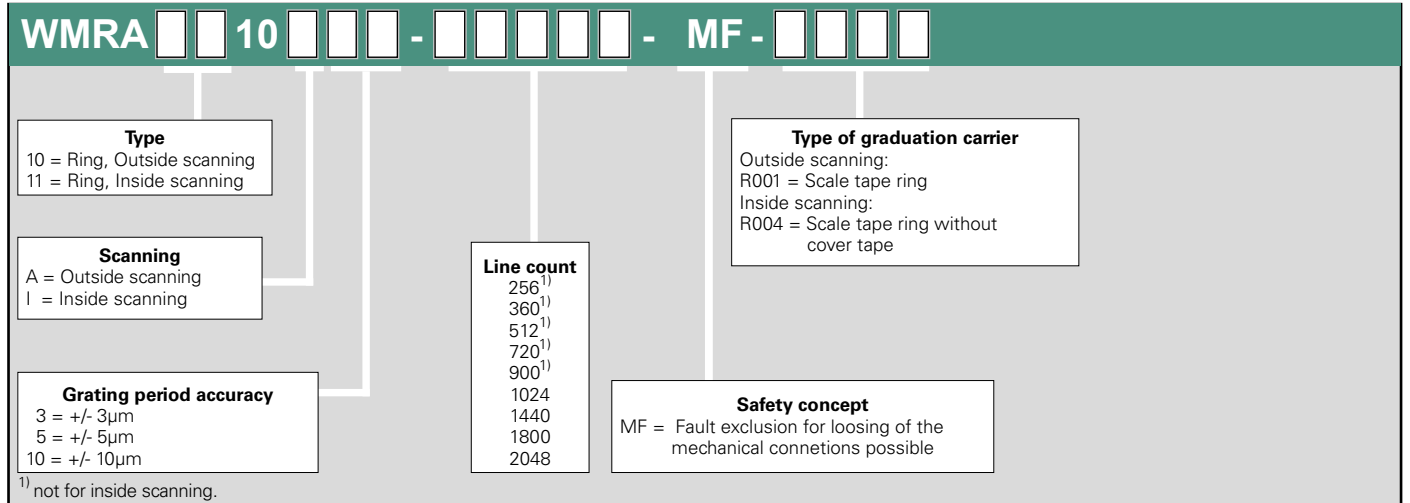 WMRA 10 - - MF -
Type
10 = Ring, Outside scanning
11 = Ring, Inside scanning
Scanning
A = Outside scanning
I = Inside scanning
Grating period accuracy
3 = +/- 3µm
5 = +/- 5µm
10 = +/- 10µm
Line count
256 1)
360 1)
512 1)
720 1)
900 1)
1024
1440
1800
2048
Safety concept
MF = Fault exclusion for loosing of the
mechanical connetions possible
Type of graduation carrier
Outside scanning:
R001 = Scale tape ring
Inside scanning:
R004 = Scale tape ring without
cover tape
1) not for inside scanning.